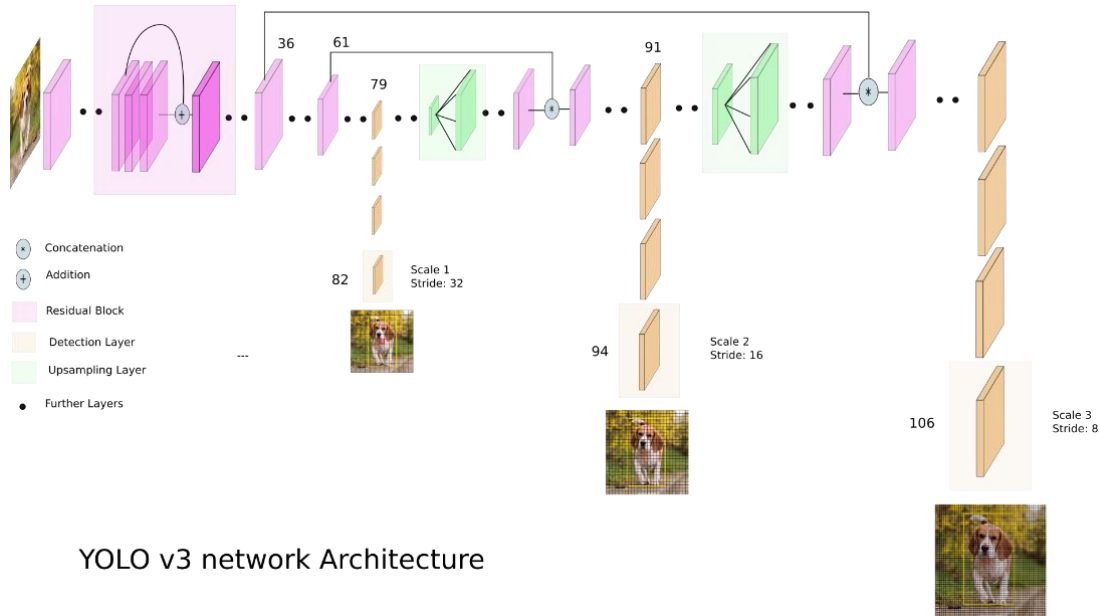 36
61
91
79
*
*
+
* Concatenation
+ Addition
82
Scale 1
Stride: 32
Residual Block
Detection Layer
Upsampling Layer
Further Layers
---
94
Scale 2
Stride: 16
106
Scale 3
Stride: 8
YOLO v3 network Architecture